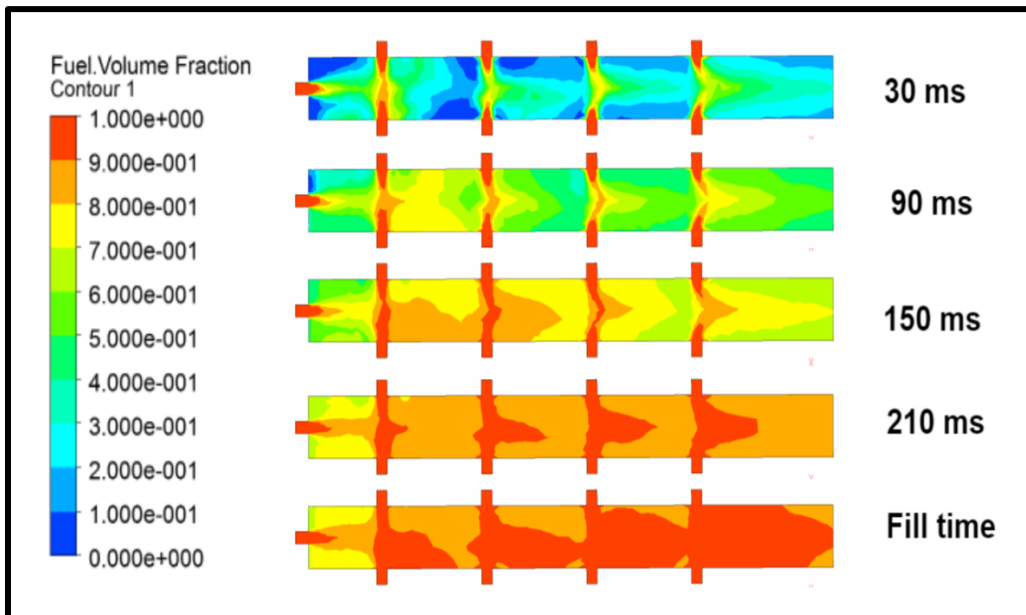 Fuel.Volume Fraction
Contour 1
1.000e+000
9.000e-001
8.000e-001
7.000e-001
6.000e-001
5.000e-001
4.000e-001
3.000e-001
2.000e-001
1.000e-001
0.000e+000
30 ms
90 ms
150 ms
210 ms
Fill time